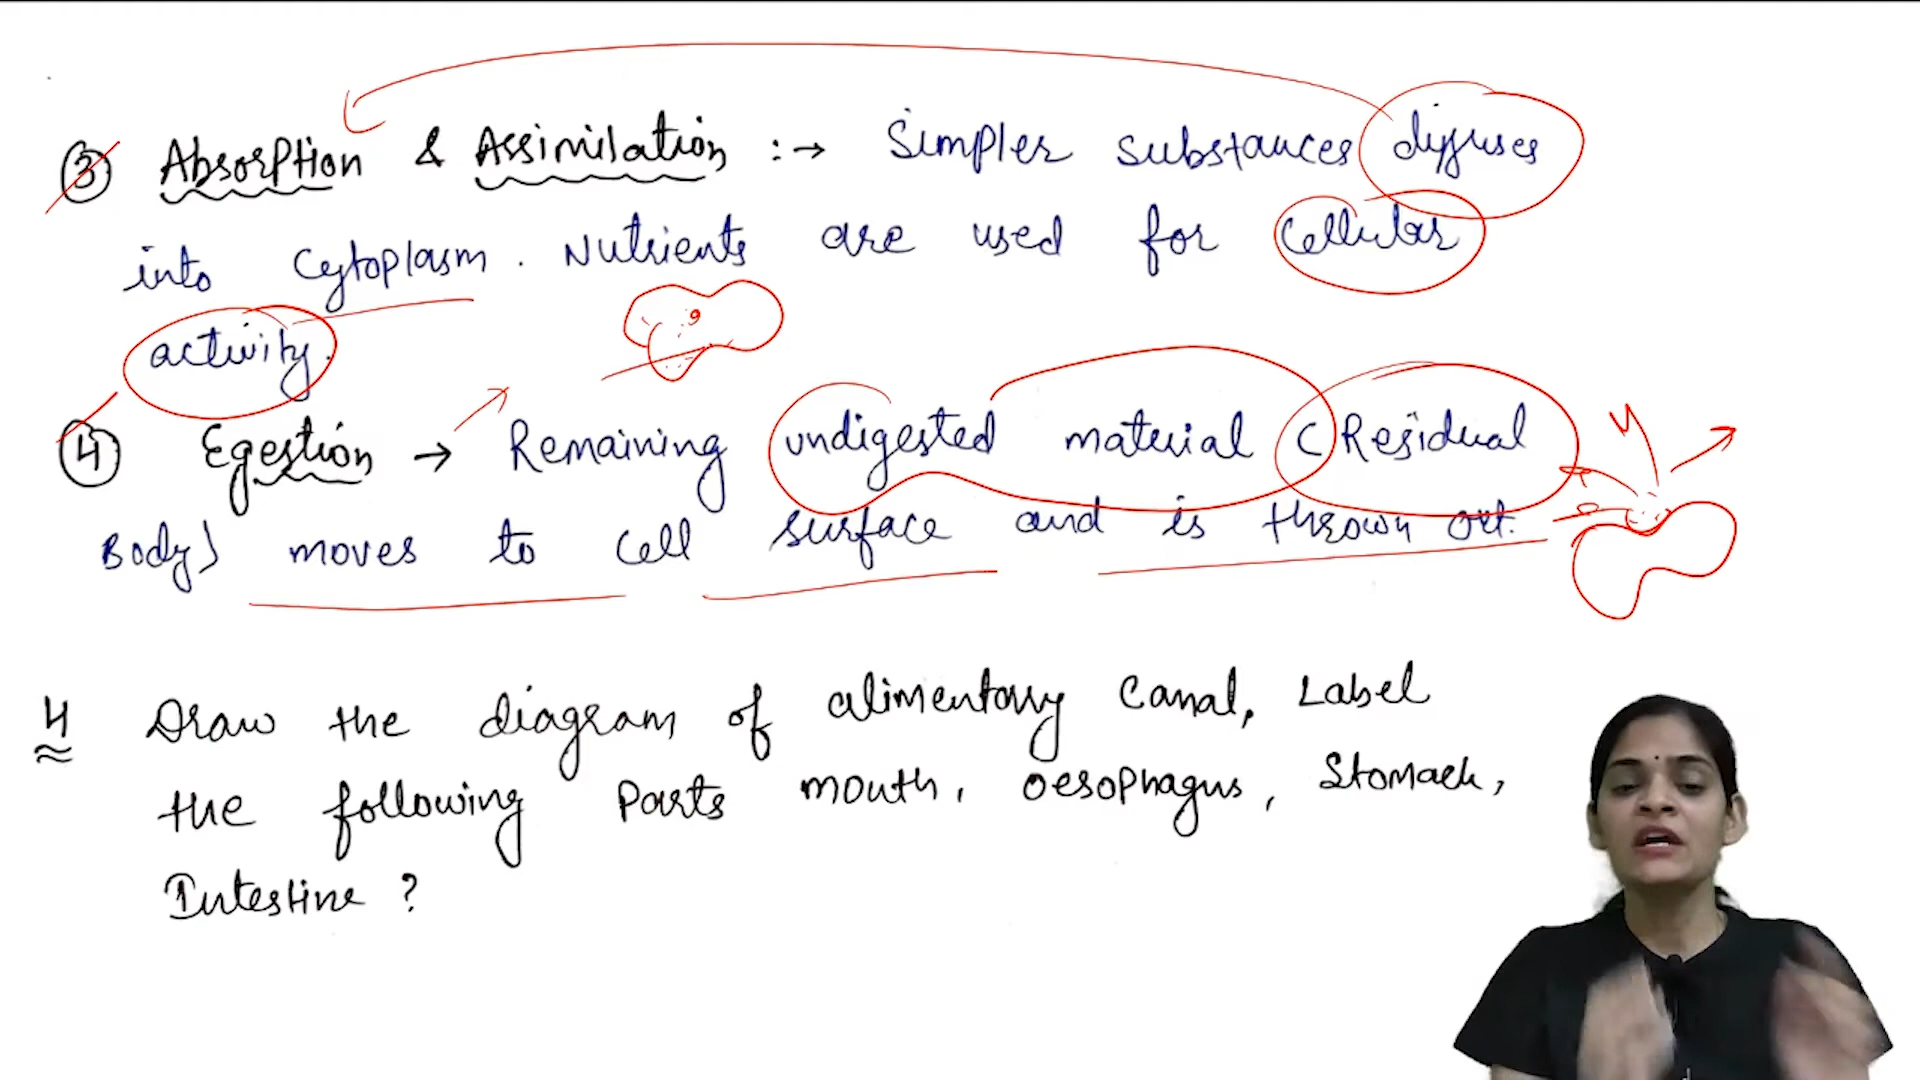 ③ Absorption & Assimilation :→ Simpler substances diffuses
into cytoplasm. Nutrients are used for cellular
activity.
④ Egestion → Remaining undigested material (Residual
Body) moves to cell surface and is thrown out.
4 Draw the diagram of alimentary canal, Label
the following parts mouth, oesophagus, Stomach,
Intestine ?